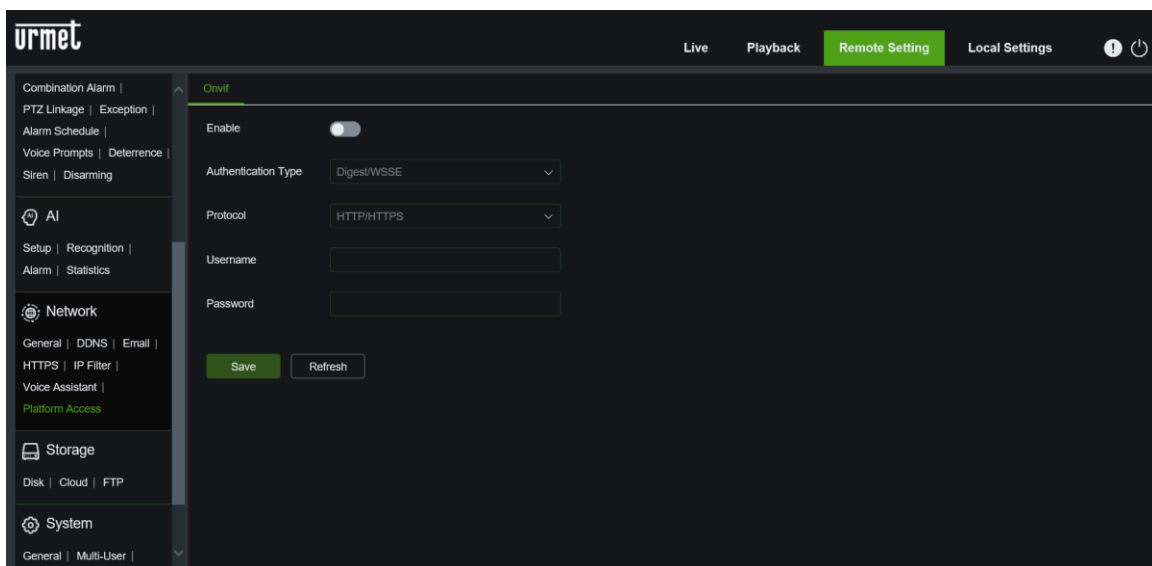 urmet
Live Playback Remote Setting Local Settings
Combination Alarm |
PTZ Linkage | Exception |
Alarm Schedule |
Voice Prompts | Deterrence |
Siren | Disarming
AI
Setup | Recognition |
Alarm | Statistics
Network
General | DDNS | Email |
HTTPS | IP Filter |
Voice Assistant |
Platform Access
Storage
Disk | Cloud | FTP
System
General | Multi-User |
Onvif
Enable
Authentication Type Digest/WSSE
Protocol HTTP/HTTPS
Username
Password
Save Refresh